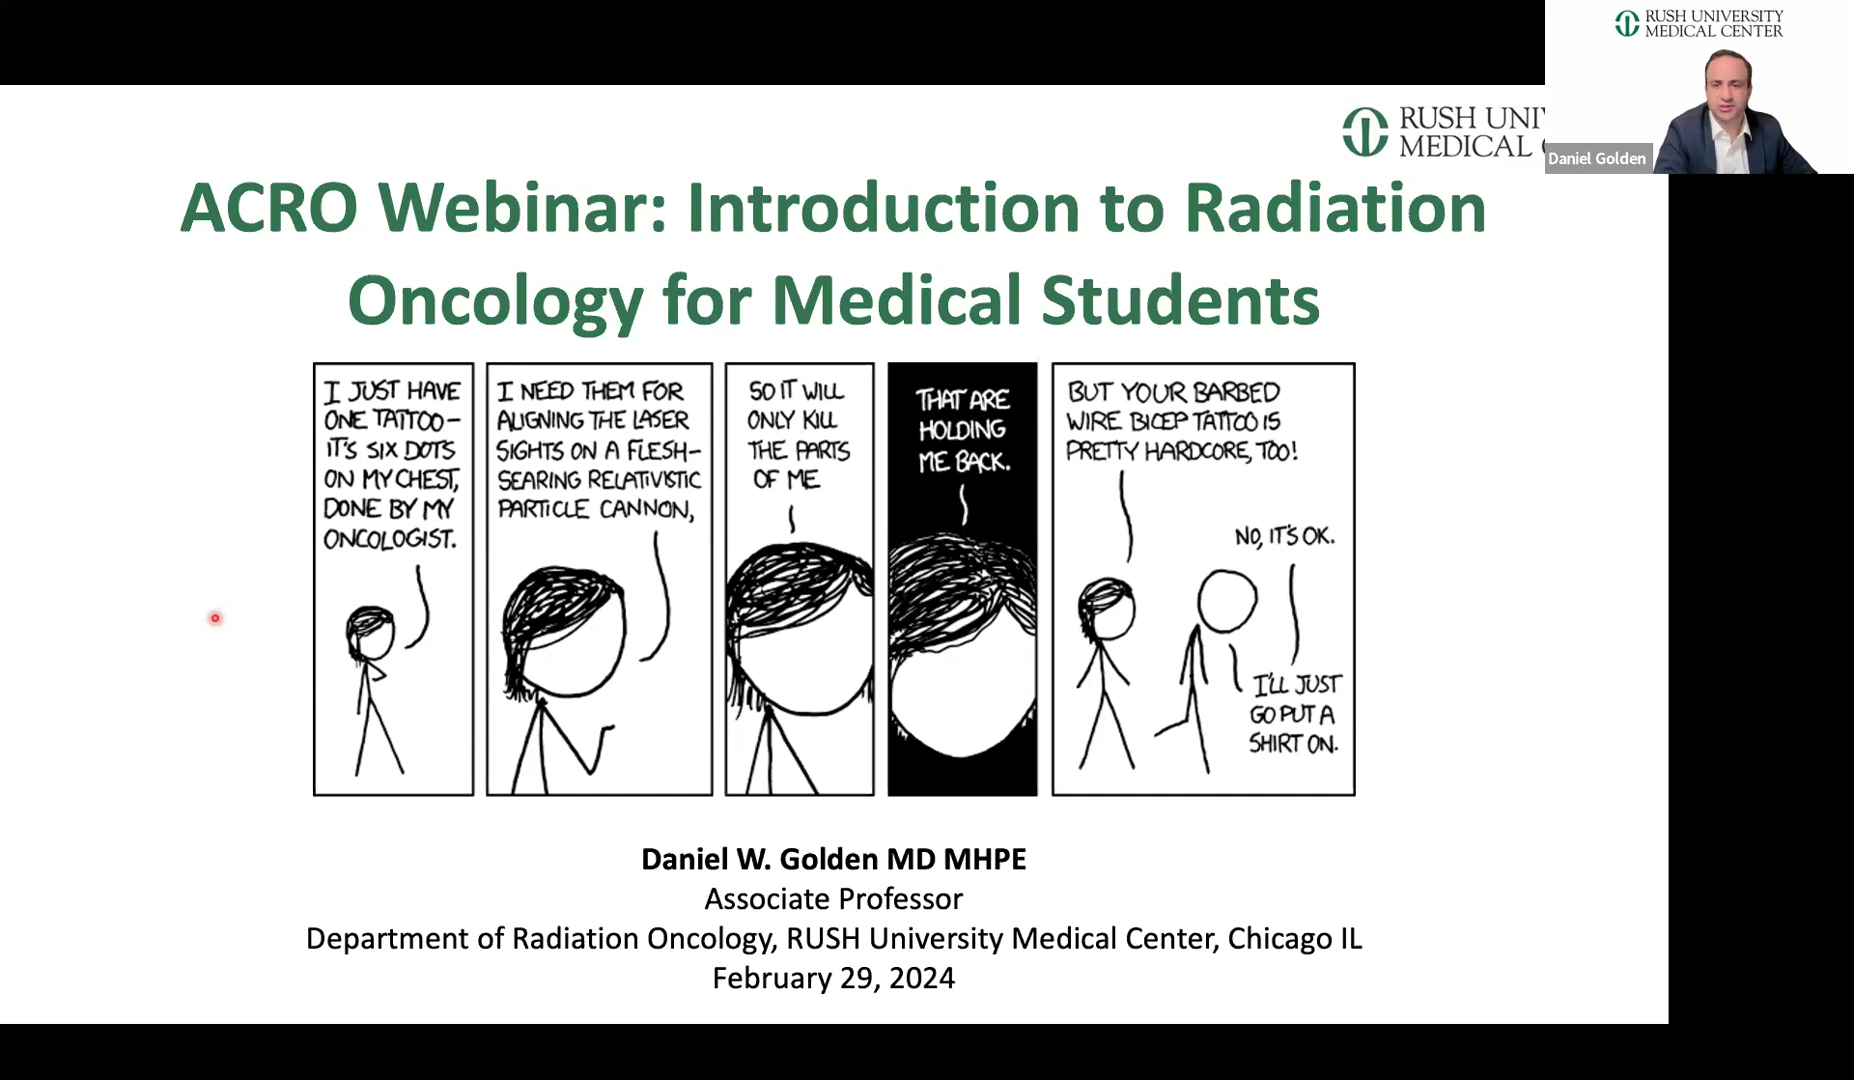 RUSH UNIVERSITY
MEDICAL CENTER
Daniel Golden
RUSH UNI
MEDICAL
ACRO Webinar: Introduction to Radiation
Oncology for Medical Students
I JUST HAVE
ONE TATTOO—
IT'S SIX DOTS
ON MY CHEST,
DONE BY MY
ONCOLOGIST.
I NEED THEM FOR
ALIGNING THE LASER
SIGHTS ON A FLESH-
SEARING RELATIVISTIC
PARTICLE CANNON,
SO IT WILL
ONLY KILL
THE PARTS
OF ME
THAT ARE
HOLDING
ME BACK.
BUT YOUR BARBED
WIRE BICEP TATTOO IS
PRETTY HARDCORE, TOO!
NO, IT'S OK.
I'LL JUST
GO PUT A
SHIRT ON.
Daniel W. Golden MD MHPE
Associate Professor
Department of Radiation Oncology, RUSH University Medical Center, Chicago IL
February 29, 2024